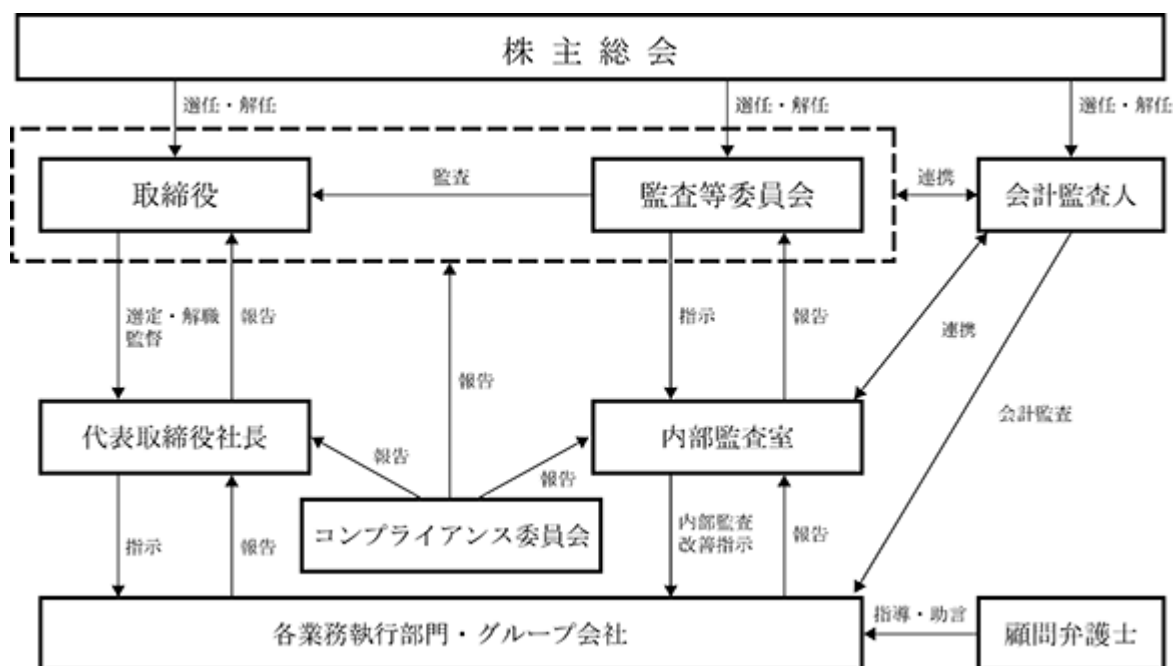 株主総会
選任・解任
選任・解任
選任・解任
取締役
監査
監査等委員会
連携
会計監査人
選定・解職
監督
報告
指示
報告
連携
報告
会計監査
代表取締役社長
内部監査室
報告
報告
コンプライアンス委員会
指示
報告
内部監査
改善指示
報告
各業務執行部門・グループ会社
指導・助言
顧問弁護士